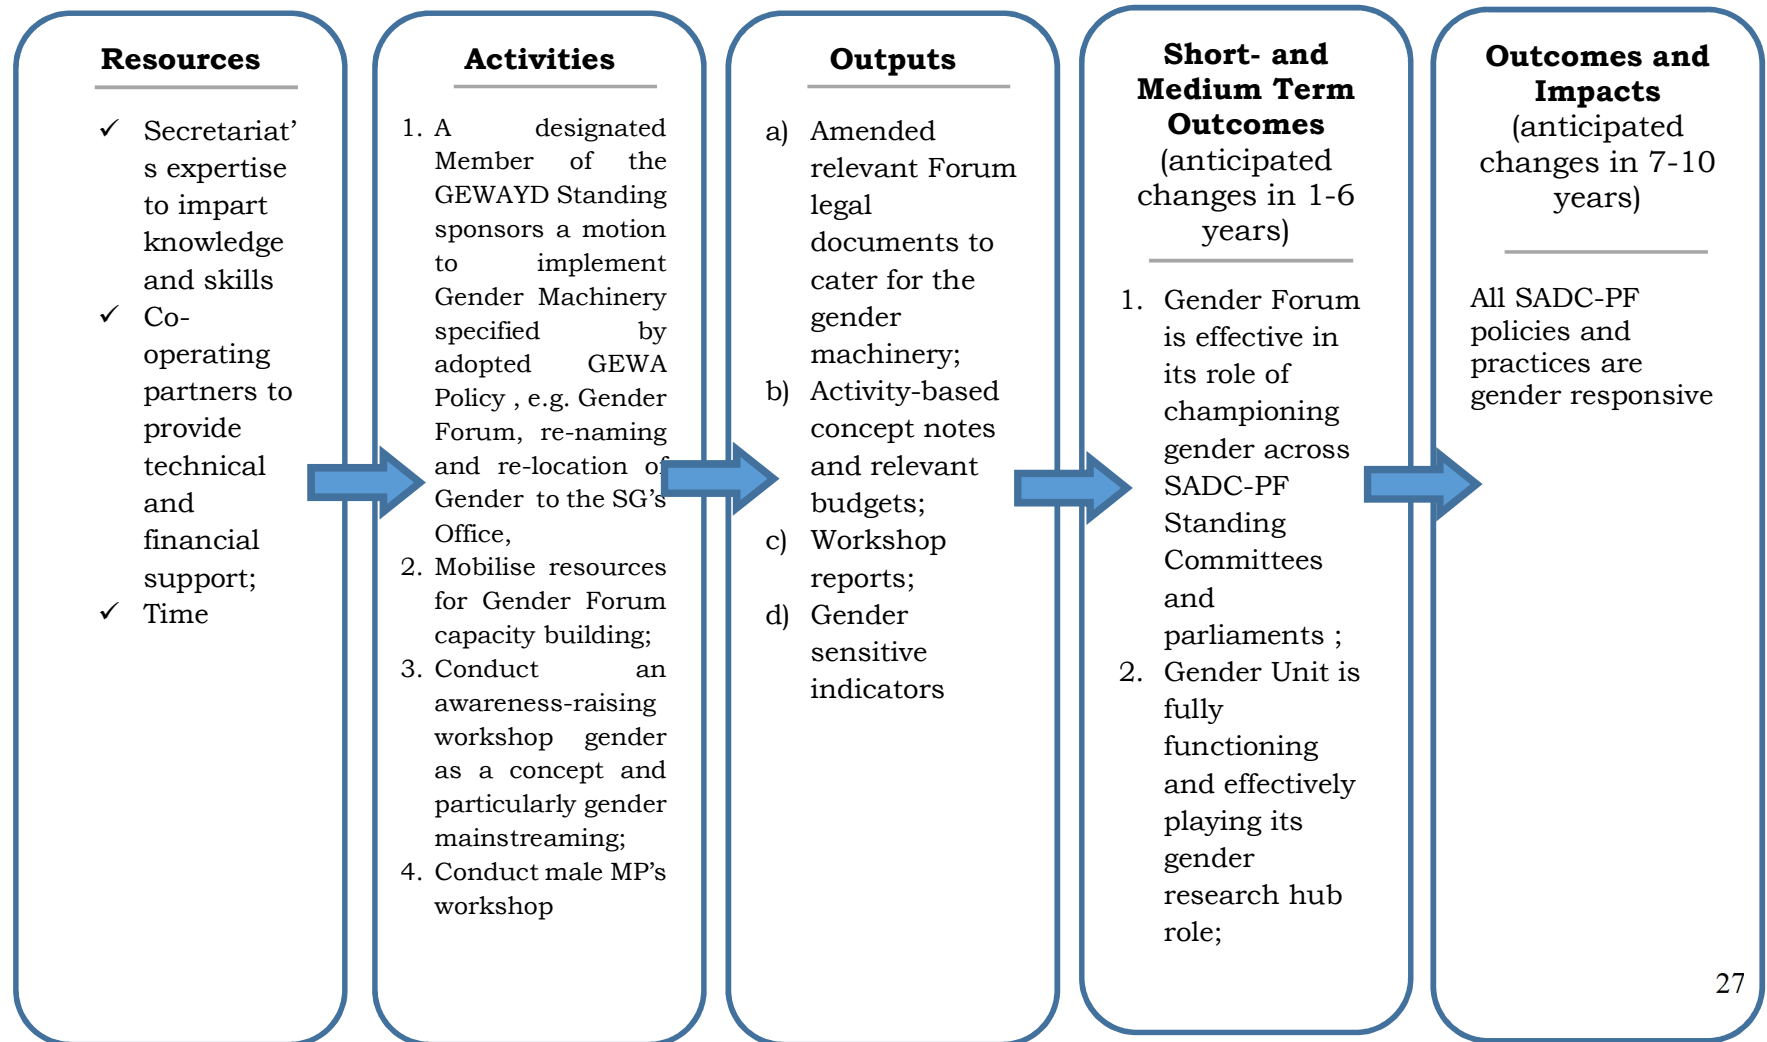 Resources
✓ Secretariat'
s expertise
to impart
knowledge
and skills
✓ Co-
operating
partners to
provide
technical
and
financial
support;
✓ Time
Activities
1. A designated
Member of the
GEWAYD Standing
sponsors a motion
to implement
Gender Machinery
specified by
adopted GEWA
Policy , e.g. Gender
Forum, re-naming
and re-location of
Gender to the SG's
Office,
2. Mobilise resources
for Gender Forum
capacity building;
3. Conduct an
awareness-raising
workshop gender
as a concept and
particularly gender
mainstreaming;
4. Conduct male MP's
workshop
Outputs
a) Amended
relevant Forum
legal
documents to
cater for the
gender
machinery;
b) Activity-based
concept notes
and relevant
budgets;
c) Workshop
reports;
d) Gender
sensitive
indicators
Short- and
Medium Term
Outcomes
(anticipated
changes in 1-6
years)
1. Gender Forum
is effective in
its role of
championing
gender across
SADC-PF
Standing
Committees
and
parliaments ;
2. Gender Unit is
fully
functioning
and effectively
playing its
gender
research hub
role;
Outcomes and
Impacts
(anticipated
changes in 7-10
years)
All SADC-PF
policies and
practices are
gender responsive
27